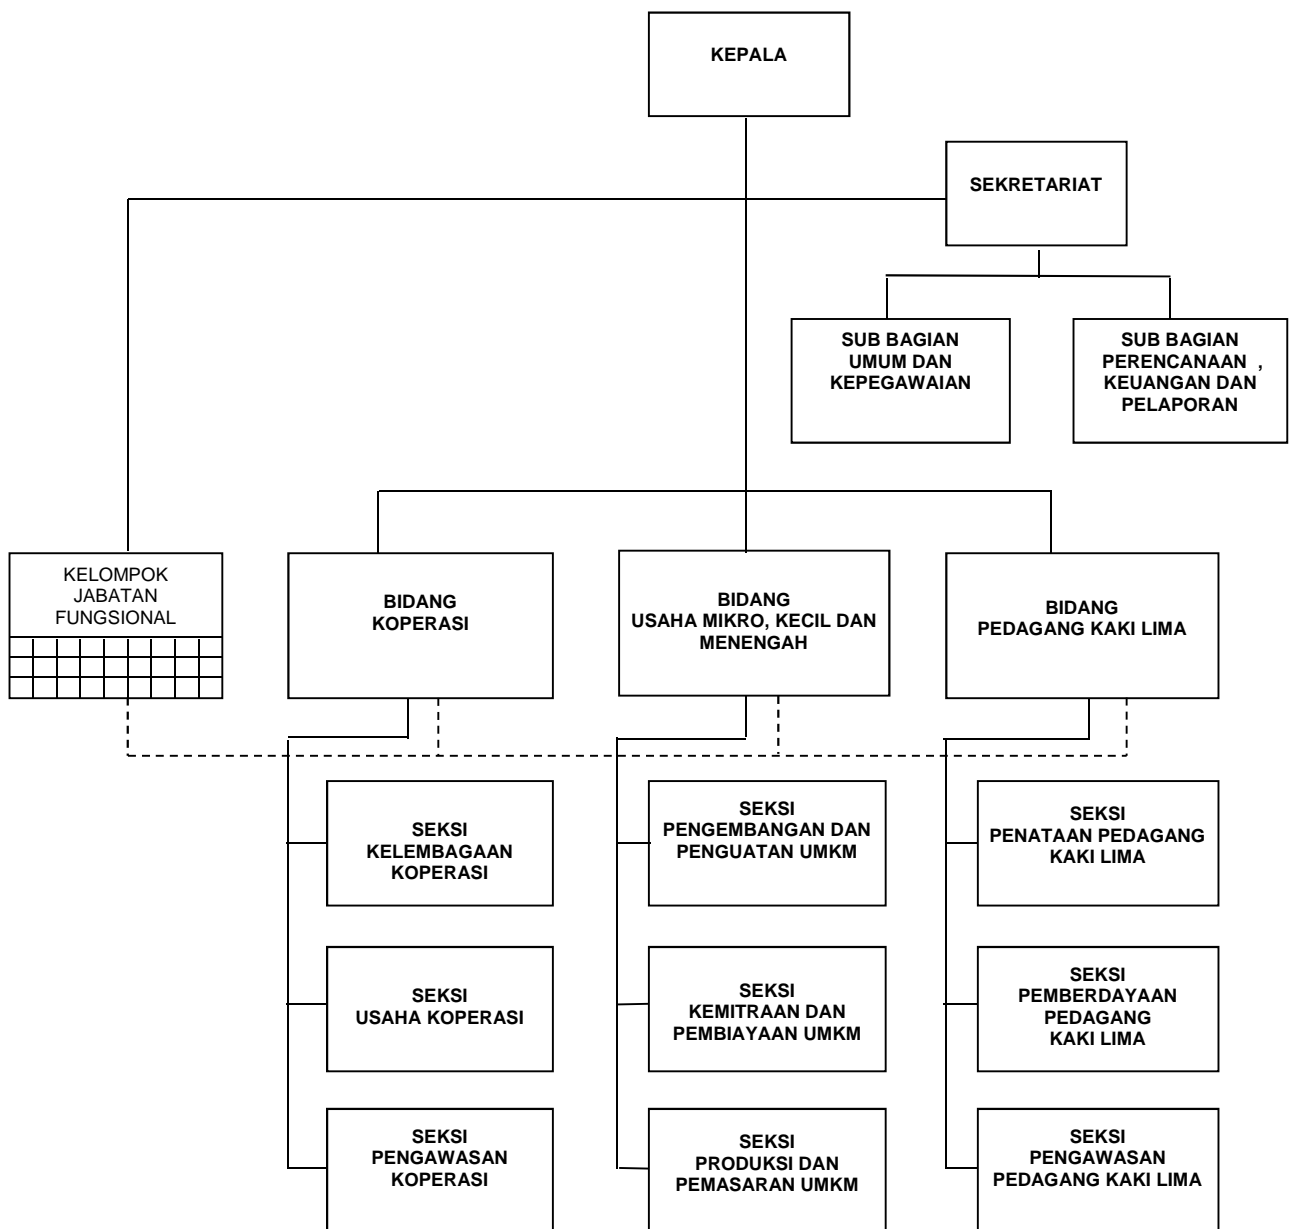 KEPALA
SEKRETARIAT
SUB BAGIAN
UMUM DAN
KEPEGAWAIAN
SUB BAGIAN
PERENCANAAN ,
KEUANGAN DAN
PELAPORAN
KELOMPOK
JABATAN
FUNGSIONAL
BIDANG
KOPERASI
BIDANG
USAHA MIKRO, KECIL DAN
MENENGAH
BIDANG
PEDAGANG KAKI LIMA
SEKSI
KELEMBAGAAN
KOPERASI
SEKSI
PENGEMBANGAN DAN
PENGUATAN UMKM
SEKSI
PENATAAN PEDAGANG
KAKI LIMA
SEKSI
USAHA KOPERASI
SEKSI
KEMITRAAN DAN
PEMBIAYAAN UMKM
SEKSI
PEMBERDAYAAN
PEDAGANG
KAKI LIMA
SEKSI
PENGAWASAN
KOPERASI
SEKSI
PRODUKSI DAN
PEMASARAN UMKM
SEKSI
PENGAWASAN
PEDAGANG KAKI LIMA